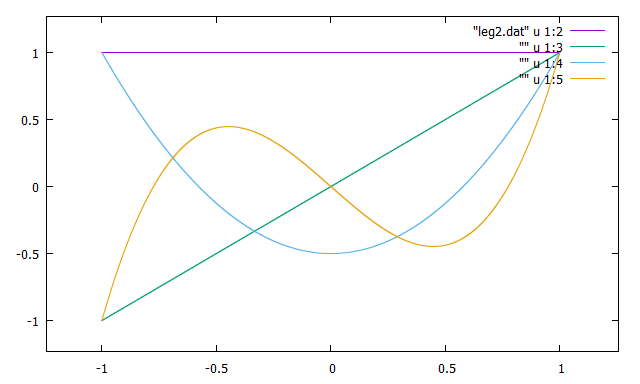 "leg2.dat" u 1:2
"" u 1:3
"" u 1:4
"" u 1:5
1
0.5
0
-0.5
-1
-1 -0.5 0 0.5 1